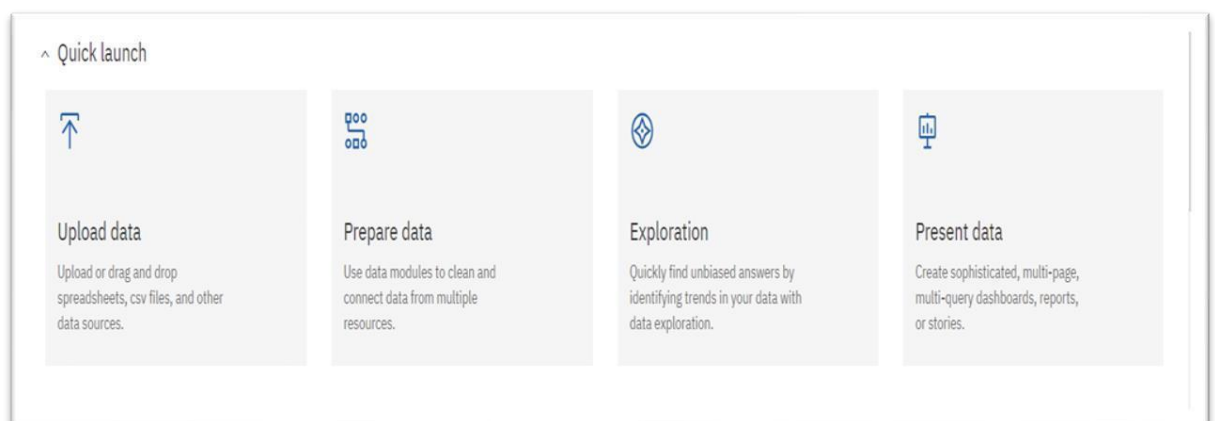 Quick launch
Upload data
Upload or drag and drop
spreadsheets, csv files, and other
data sources.
Prepare data
Use data modules to clean and
connect data from multiple
resources.
Exploration
Quickly find unbiased answers by
identifying trends in your data with
data exploration.
Present data
Create sophisticated, multi-page,
multi-query dashboards, reports,
or stories.